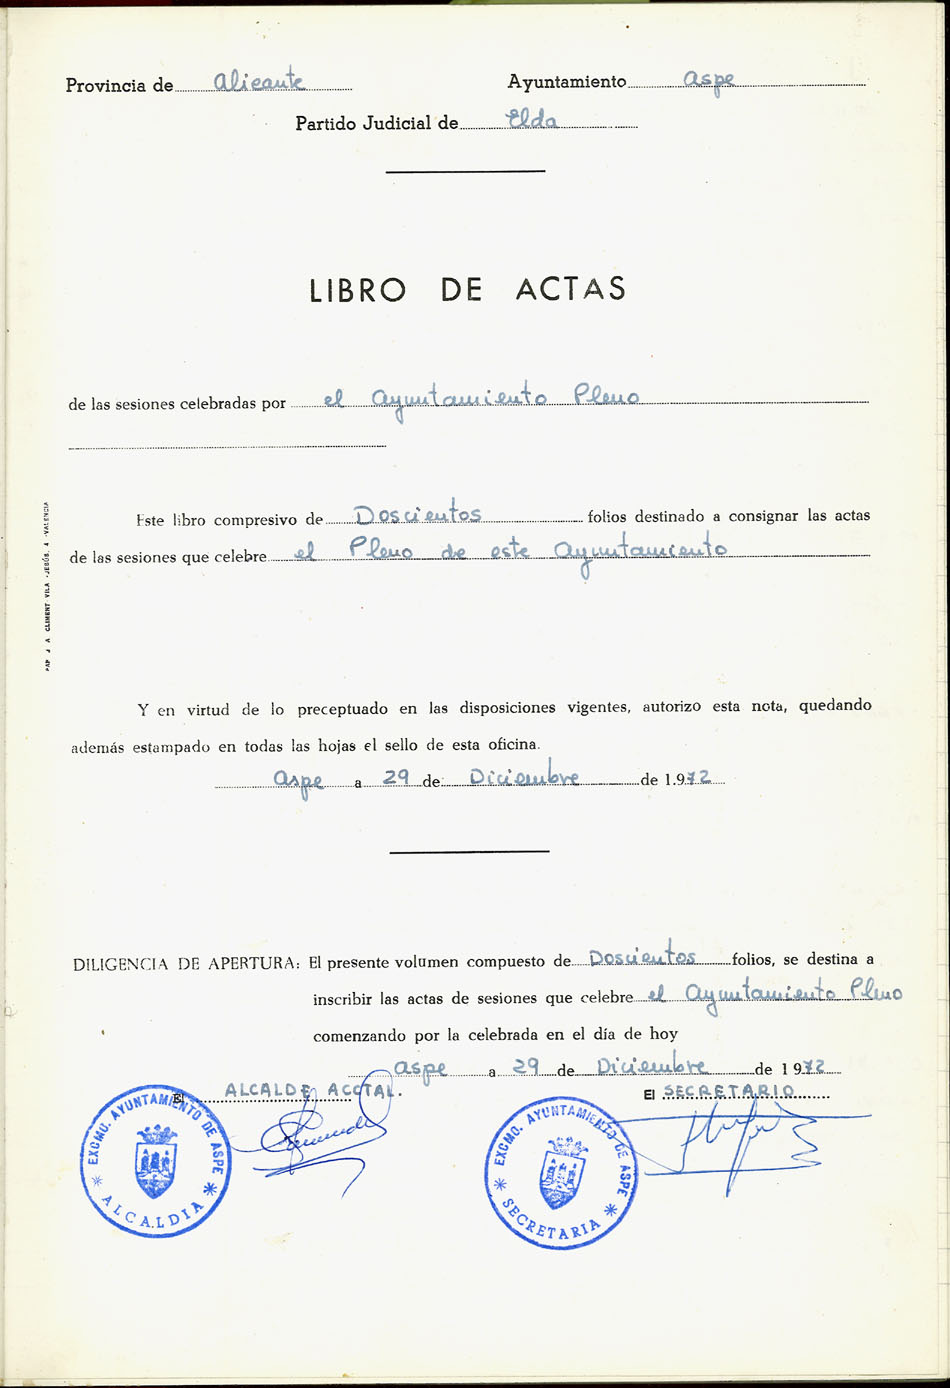 Provincia de Alicante Ayuntamiento Aspe
Partido Judicial de Elda
LIBRO DE ACTAS
de las sesiones celebradas por el Ayuntamiento Pleno
Este libro compresivo de Doscientos folios destinado a consignar las actas
de las sesiones que celebre el Pleno de este Ayuntamiento
PAP J. A CLIMENT VILA - JESÚS, 4 - VALENCIA
Y en virtud de lo preceptuado en las disposiciones vigentes, autorizo esta nota, quedando
además estampado en todas las hojas el sello de esta oficina.
Aspe a 29 de Diciembre de 1.972
DILIGENCIA DE APERTURA: El presente volumen compuesto de Doscientos folios, se destina a
inscribir las actas de sesiones que celebre el Ayuntamiento Pleno
comenzando por la celebrada en el día de hoy
Aspe a 29 de Diciembre de 1972
El ALCALDE ACCTAL. El SECRETARIO
EXCMO. AYUNTAMIENTO DE ASPE
ALCALDIA
EXCMO. AYUNTAMIENTO DE ASPE
SECRETARIA